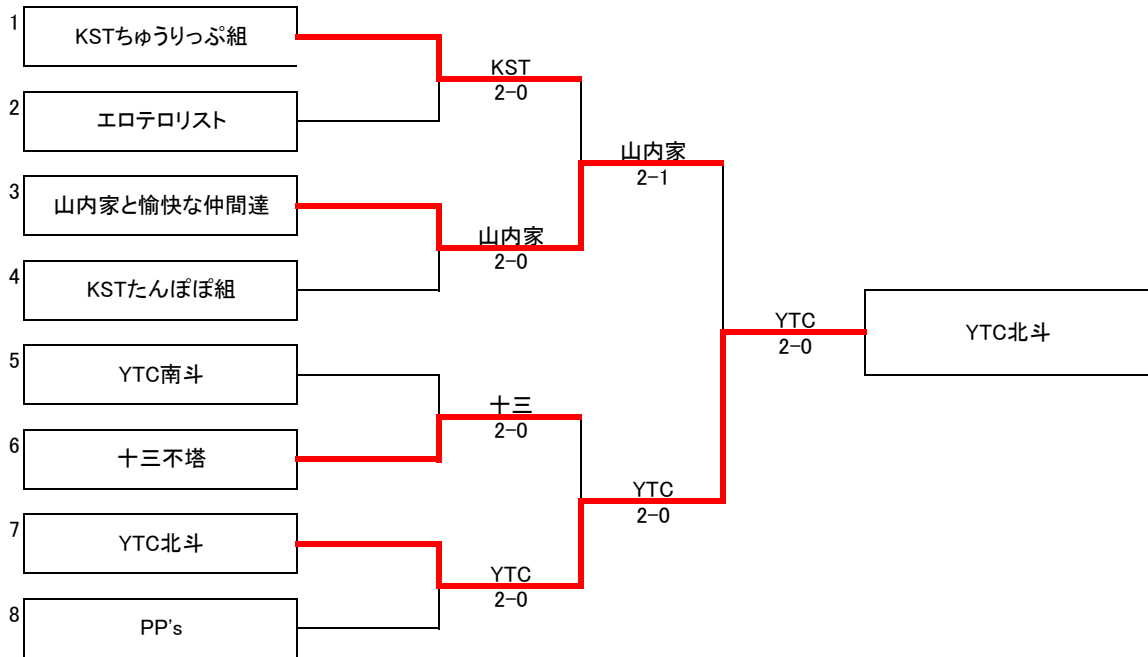 1
KSTちゅうりっぷ組
KST
2-0
2
エロテロリスト
山内家
2-1
3
山内家と愉快な仲間達
山内家
2-0
4
KSTたんぽぽ組
YTC
2-0
YTC北斗
5
YTC南斗
十三
2-0
6
十三不塔
YTC
2-0
7
YTC北斗
YTC
2-0
8
PP's